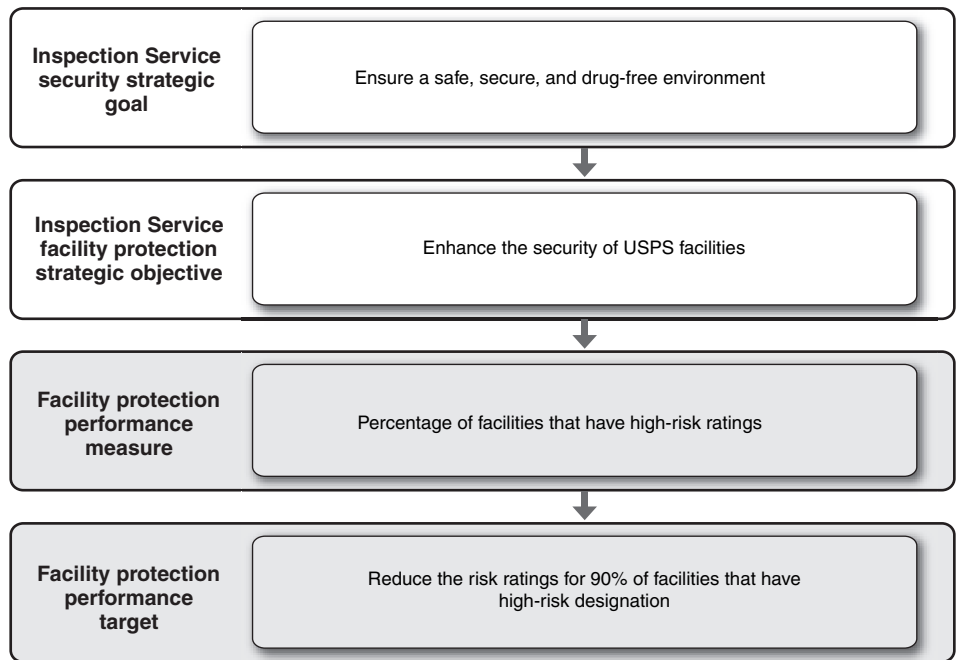 Inspection Service
security strategic
goal
Ensure a safe, secure, and drug-free environment
Inspection Service
facility protection
strategic objective
Enhance the security of USPS facilities
Facility protection
performance
measure
Percentage of facilities that have high-risk ratings
Facility protection
performance
target
Reduce the risk ratings for 90% of facilities that have
high-risk designation